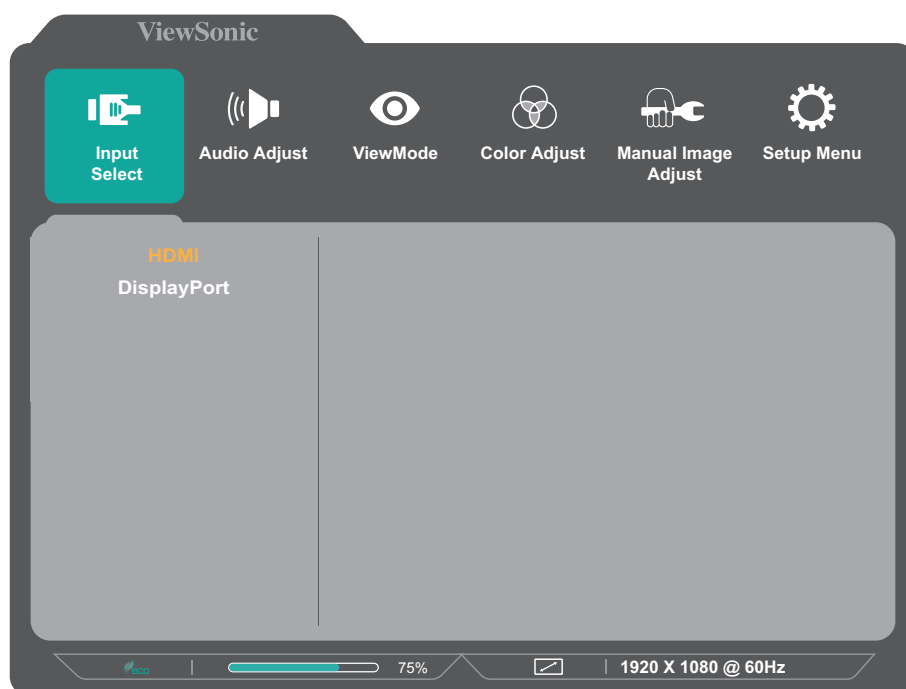 ViewSonic
Input
Select
Audio Adjust
ViewMode
Color Adjust
Manual Image
Adjust
Setup Menu
HDMI
DisplayPort
eco
75%
1920 X 1080 @ 60Hz